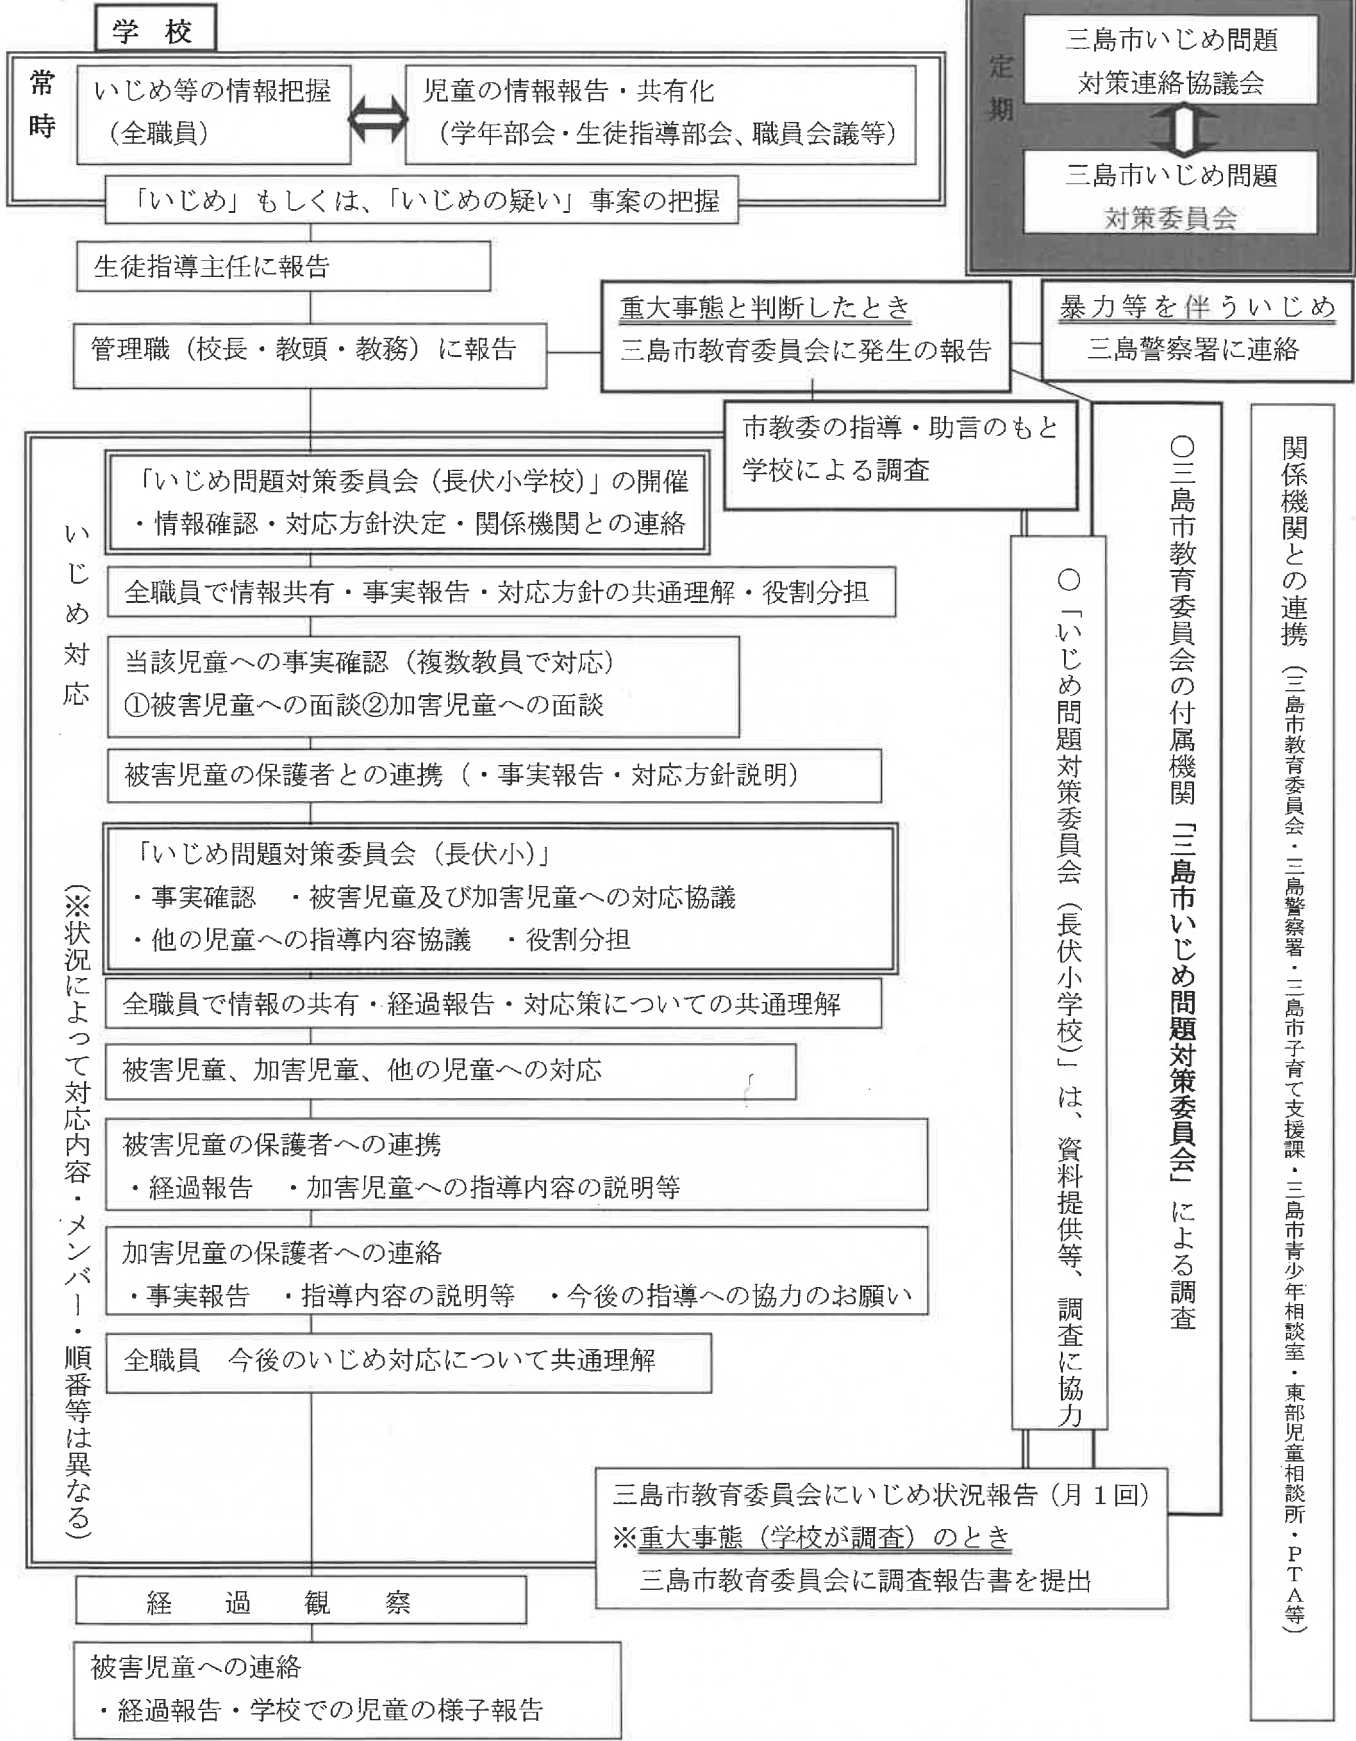 学 校
常時
いじめ等の情報把握
（全職員）
児童の情報報告・共有化
（学年部会・生徒指導部会、職員会議等）
「いじめ」もしくは、「いじめの疑い」事案の把握
定期
三島市いじめ問題
対策連絡協議会
三島市いじめ問題
対策委員会
生徒指導主任に報告
管理職（校長・教頭・教務）に報告
重大事態と判断したとき
三島市教育委員会に発生の報告
暴力等を伴ういじめ
三島警察署に連絡
市教委の指導・助言のもと
学校による調査
いじめ対応
（※状況によって対応内容・メンバー・順番等は異なる）
「いじめ問題対策委員会（長伏小学校）」の開催
・情報確認・対応方針決定・関係機関との連絡
全職員で情報共有・事実報告・対応方針の共通理解・役割分担
当該児童への事実確認（複数教員で対応）
①被害児童への面談②加害児童への面談
被害児童の保護者との連携（・事実報告・対応方針説明）
「いじめ問題対策委員会（長伏小）」
・事実確認　・被害児童及び加害児童への対応協議
・他の児童への指導内容協議　・役割分担
全職員で情報の共有・経過報告・対応策についての共通理解
被害児童、加害児童、他の児童への対応
被害児童の保護者への連携
・経過報告　・加害児童への指導内容の説明等
加害児童の保護者への連絡
・事実報告　・指導内容の説明等　・今後の指導への協力のお願い
全職員　今後のいじめ対応について共通理解
○「いじめ問題対策委員会（長伏小学校）」は、資料提供等、調査に協力
○三島市教育委員会の付属機関「三島市いじめ問題対策委員会」による調査
関係機関との連携（三島市教育委員会・三島警察署・三島市子育て支援課・三島市青少年相談室・東部児童相談所・ＰＴＡ等）
三島市教育委員会にいじめ状況報告（月１回）
※重大事態（学校が調査）のとき
三島市教育委員会に調査報告書を提出
経 過 観 察
被害児童への連絡
・経過報告・学校での児童の様子報告